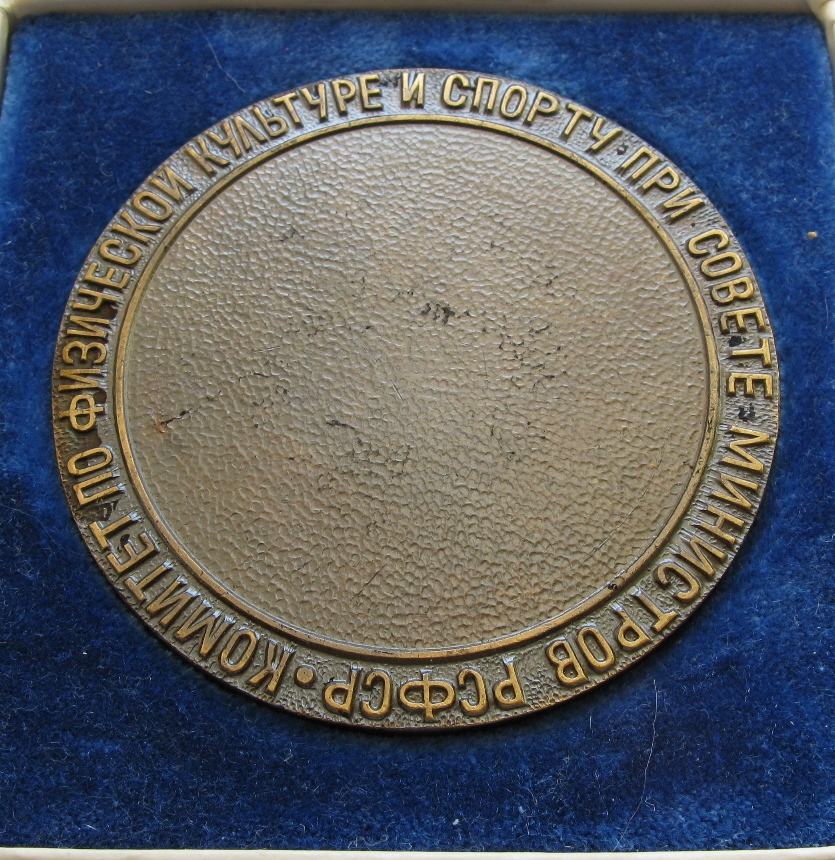 КОМИТЕТ ПО ФИЗИЧЕСКОЙ КУЛЬТУРЕ И СПОРТУ ПРИ СОВЕТЕ МИНИСТРОВ РСФСР •